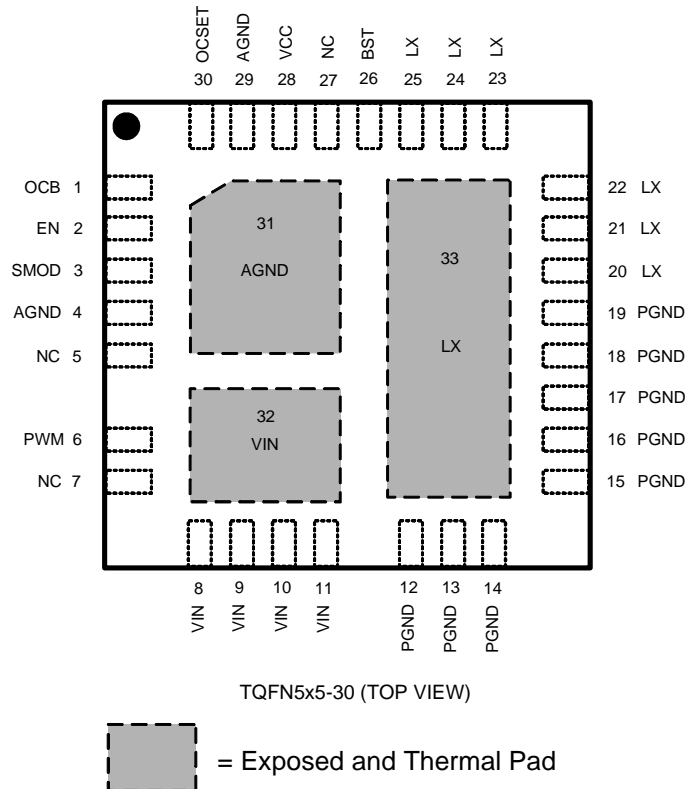 OCSET AGND VCC NC BST LX LX LX
30 29 28 27 26 25 24 23
OCB 1
EN 2
SMOD 3
AGND 4
NC 5
PWM 6
NC 7
31
AGND
32
VIN
33
LX
22 LX
21 LX
20 LX
19 PGND
18 PGND
17 PGND
16 PGND
15 PGND
8 9 10 11 12 13 14
VIN VIN VIN VIN PGND PGND PGND
TQFN5x5-30 (TOP VIEW)
= Exposed and Thermal Pad